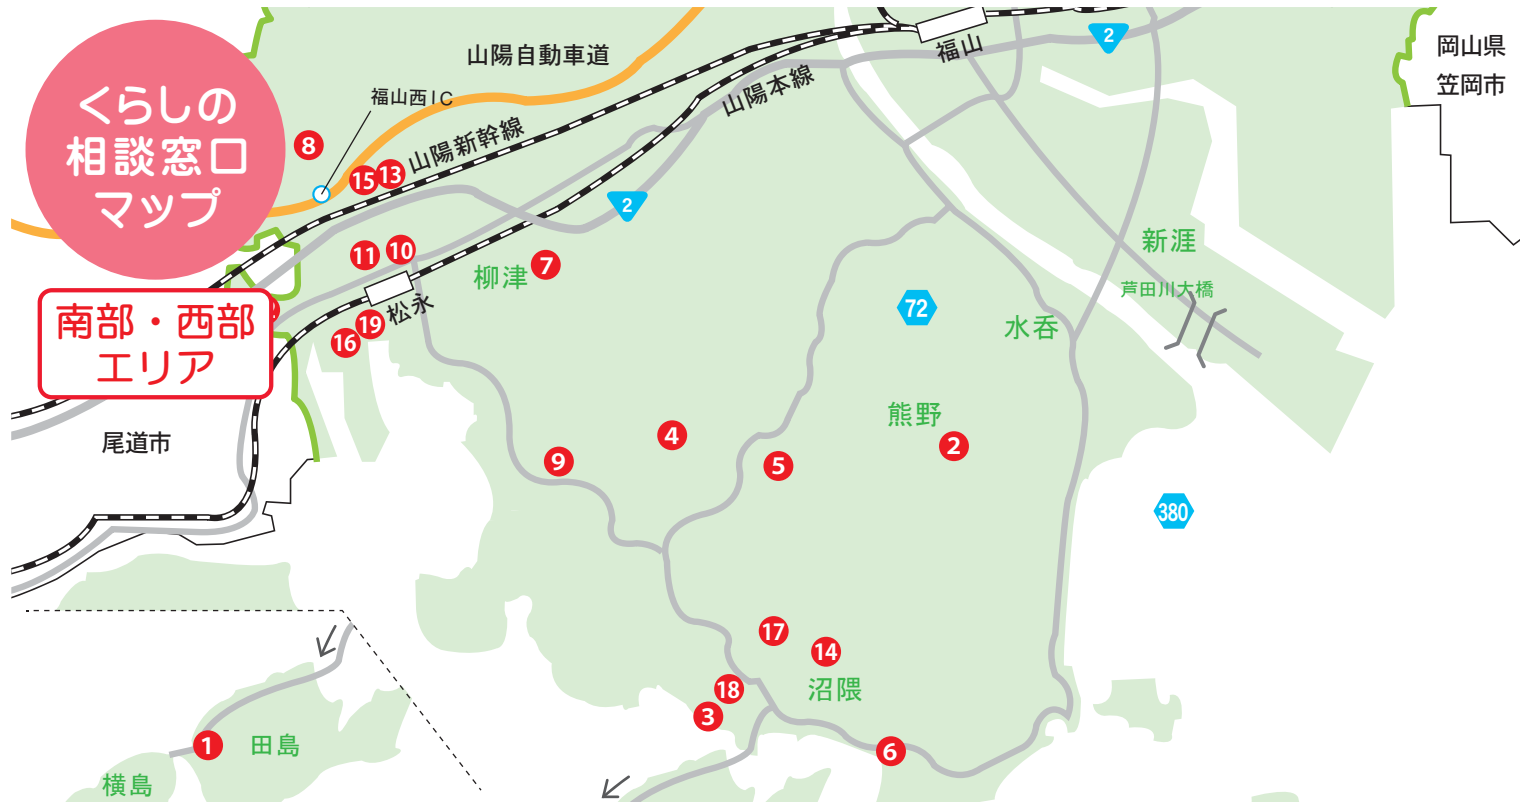 くらしの
相談窓口
マップ
南部・西部
エリア
山陽自動車道
福山西IC
山陽新幹線
山陽本線
福山
2
岡山県
笠岡市
8
15
13
2
11
10
柳津
7
松永
19
16
新涯
芦田川大橋
72
水呑
熊野
2
尾道市
4
9
5
380
17
14
沼隈
18
3
6
1
田島
横島